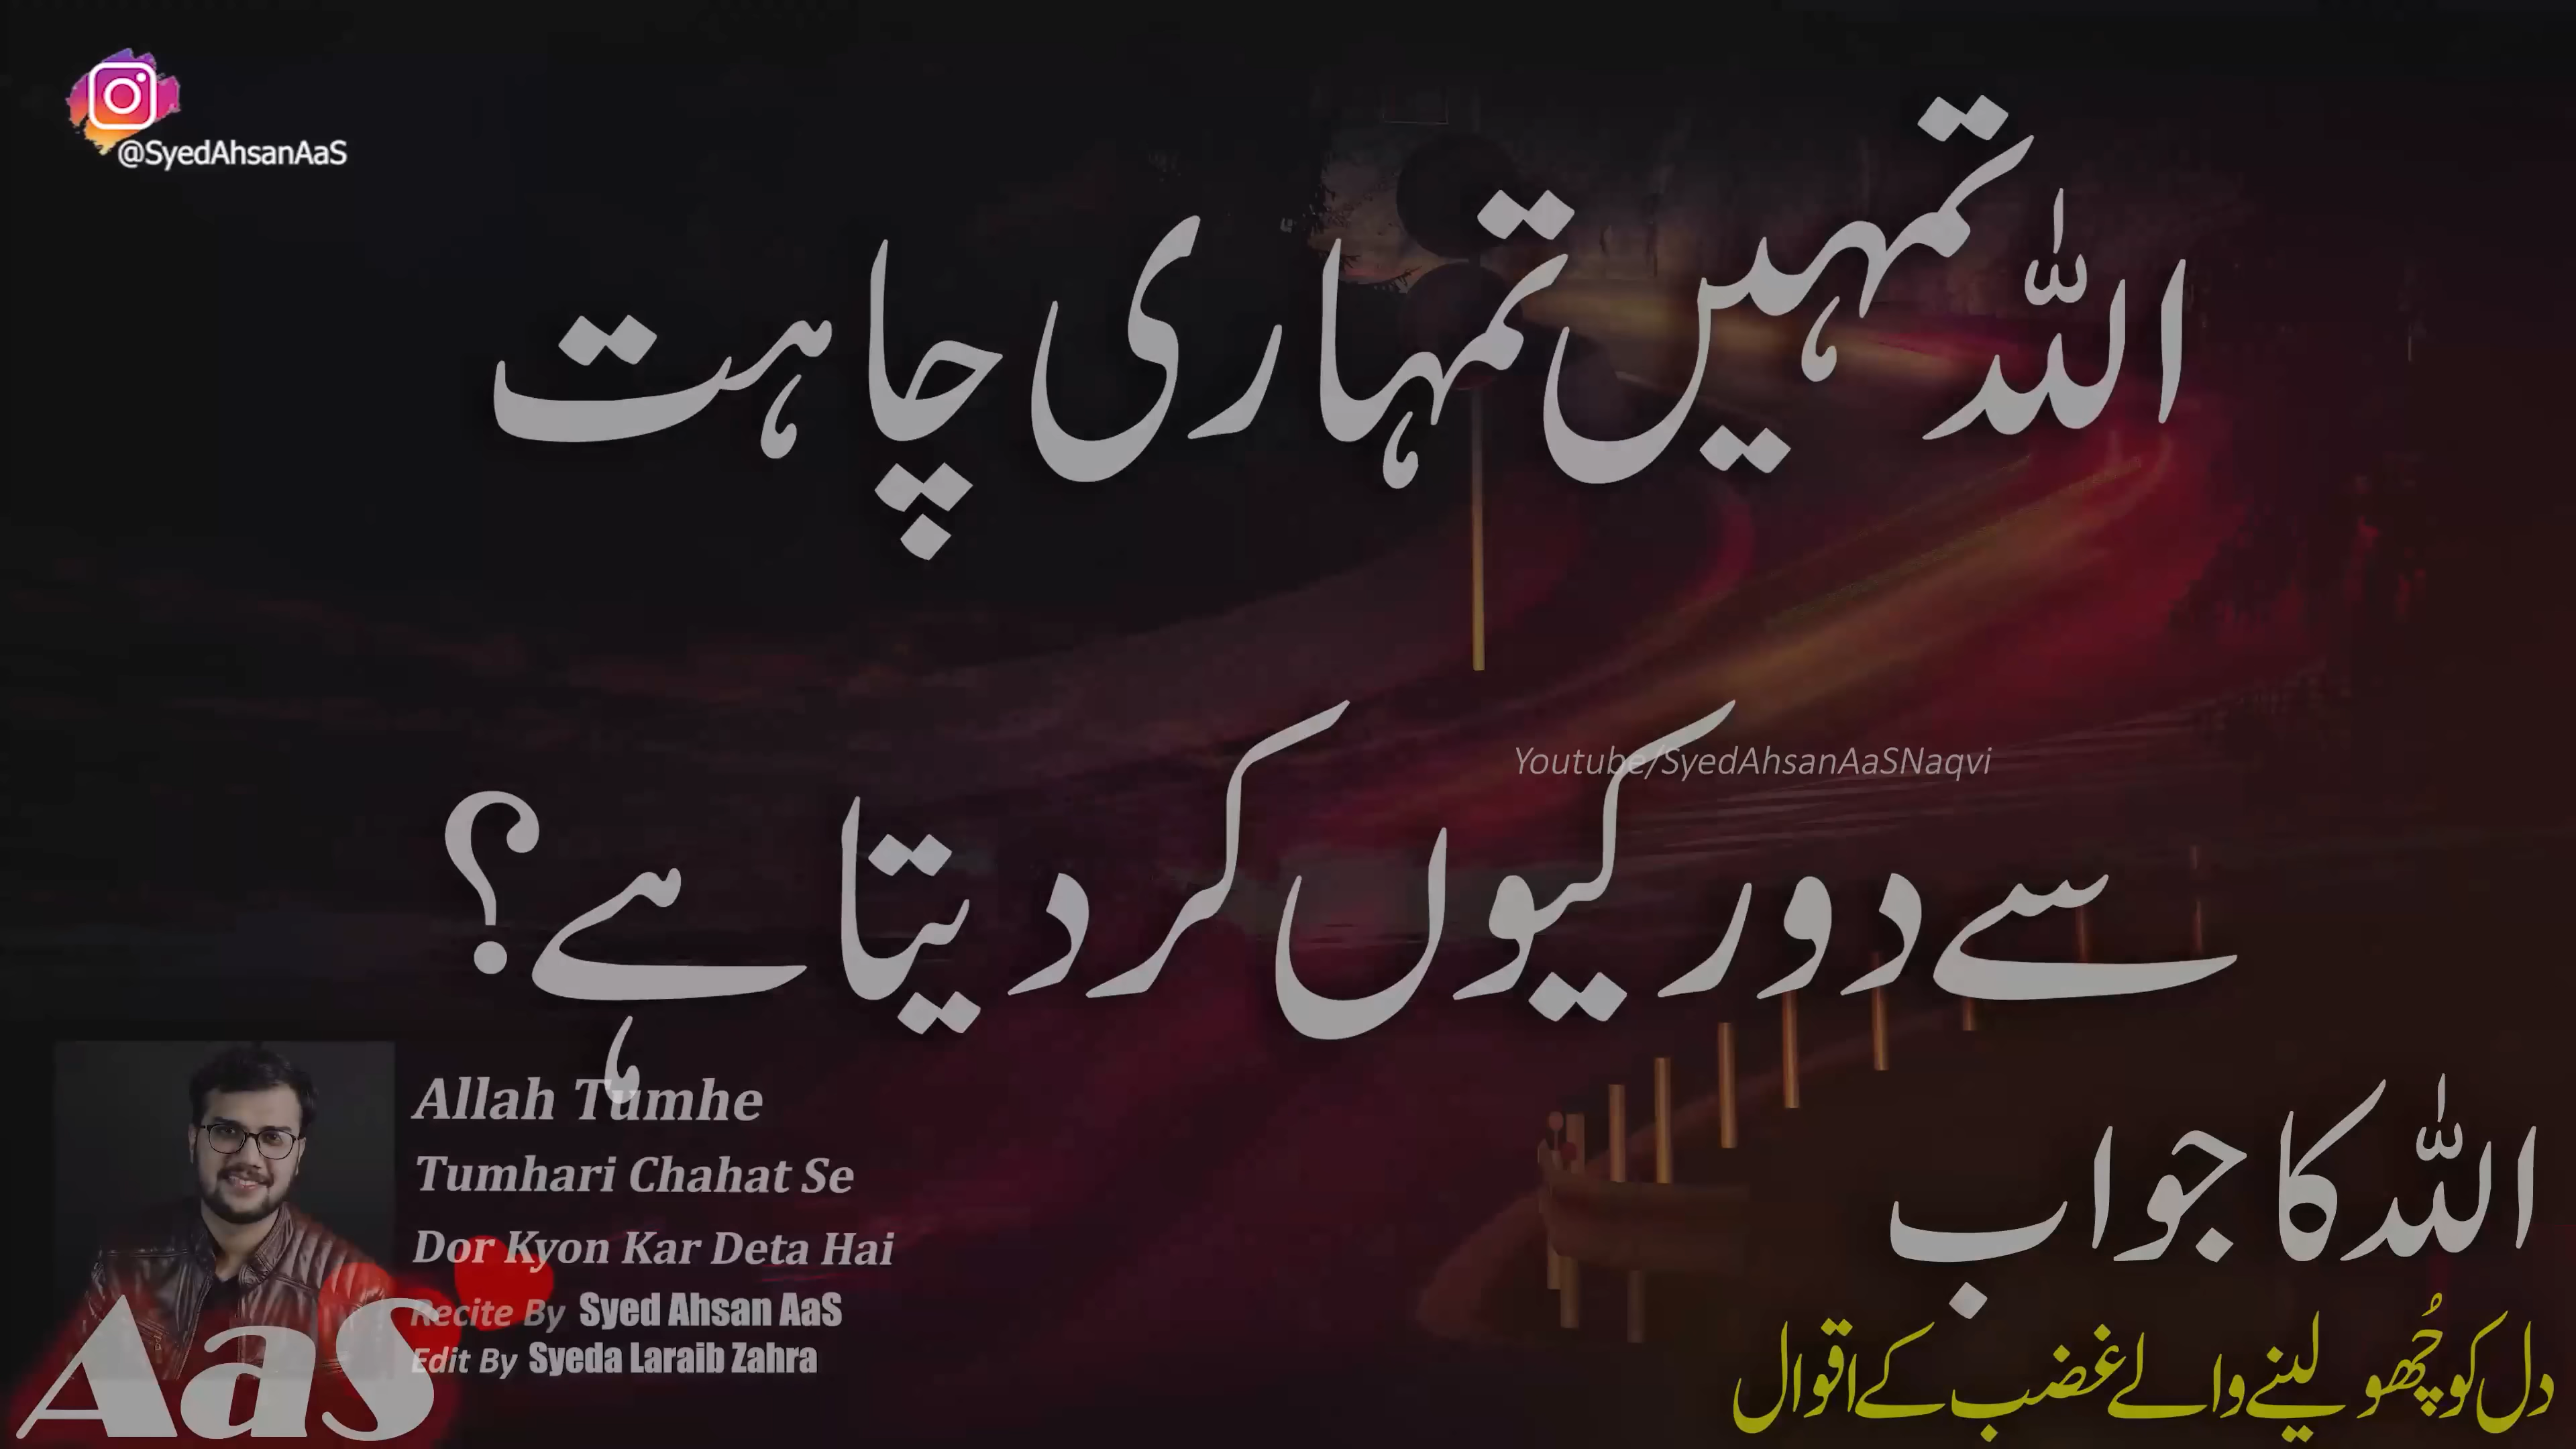 @SyedAhsanAaS
اللہ تمہیں تمہاری چاہت
Youtube/SyedAhsanAaSNaqvi
سے دور کیوں کر دیتا ہے؟
Allah Tumhe
Tumhari Chahat Se
Dor Kyon Kar Deta Hai
Recite By Syed Ahsan AaS
Edit By Syeda Laraib Zahra
AaS
اللہ کا جواب
دل کو چُھو لینے والے غضب کے اقوال